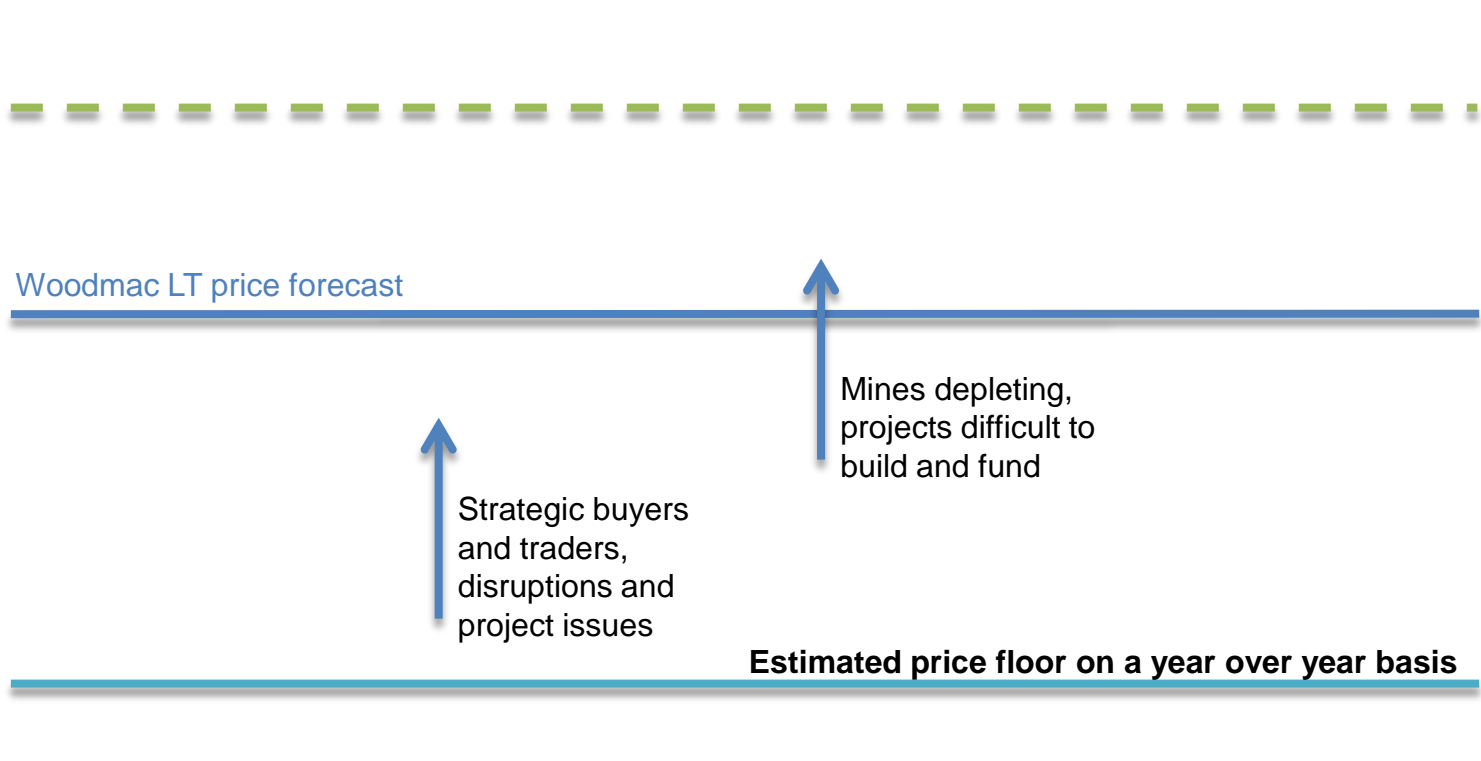 Woodmac LT price forecast
Mines depleting,
projects difficult to
build and fund
Strategic buyers
and traders,
disruptions and
project issues
Estimated price floor on a year over year basis